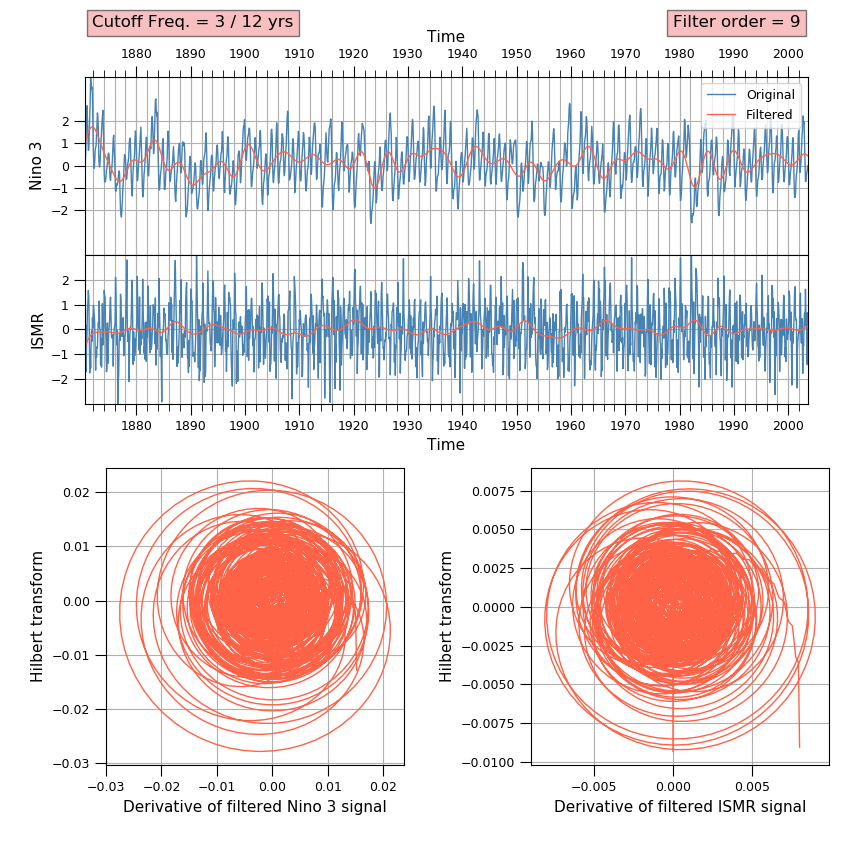 Cutoff Freq. = 3 / 12 yrs
Filter order = 9
Time
1880 1890 1900 1910 1920 1930 1940 1950 1960 1970 1980 1990 2000
Original
Filtered
Nino 3
2
1
0
−1
−2
ISMR
2
1
0
−1
−2
1880 1890 1900 1910 1920 1930 1940 1950 1960 1970 1980 1990 2000
Time
Hilbert transform
0.02
0.01
0.00
−0.01
−0.02
−0.03
−0.03 −0.02 −0.01 0.00 0.01 0.02
Derivative of filtered Nino 3 signal
Hilbert transform
0.0075
0.0050
0.0025
0.0000
−0.0025
−0.0050
−0.0075
−0.0100
−0.005 0.000 0.005
Derivative of filtered ISMR signal